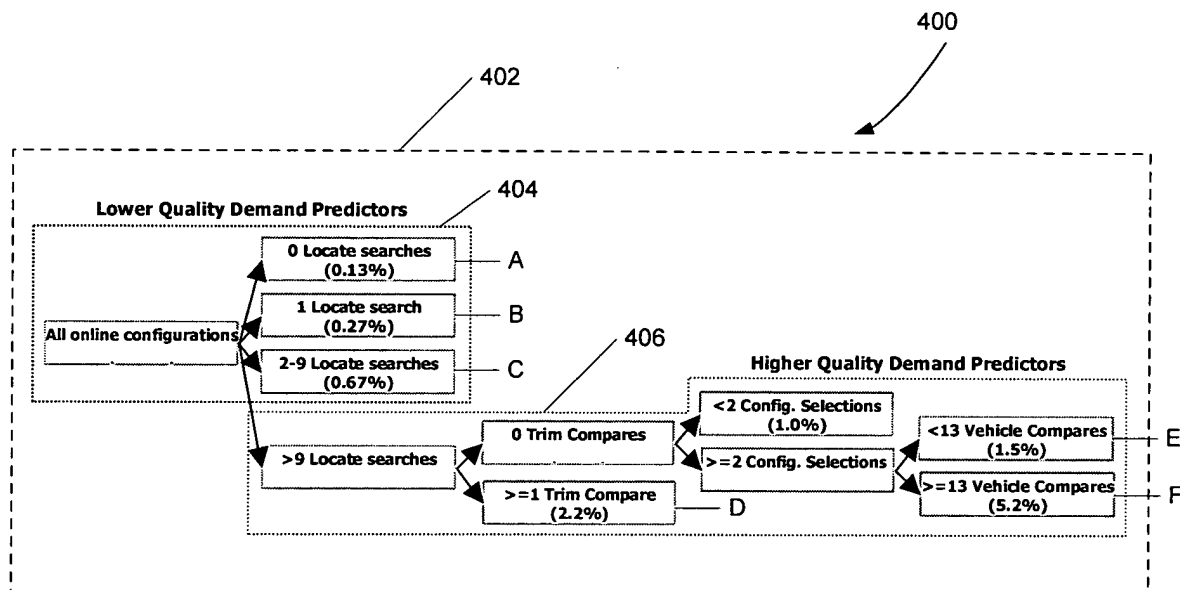 400
402
404
Lower Quality Demand Predictors
0 Locate searches
(0.13%)
A
1 Locate search
(0.27%)
B
All online configurations
2-9 Locate searches
(0.67%)
C
406
Higher Quality Demand Predictors
<2 Config. Selections
(1.0%)
0 Trim Compares
<13 Vehicle Compares
(1.5%)
E
>9 Locate searches
>=2 Config. Selections
>=1 Trim Compare
(2.2%)
D
>=13 Vehicle Compares
(5.2%)
F